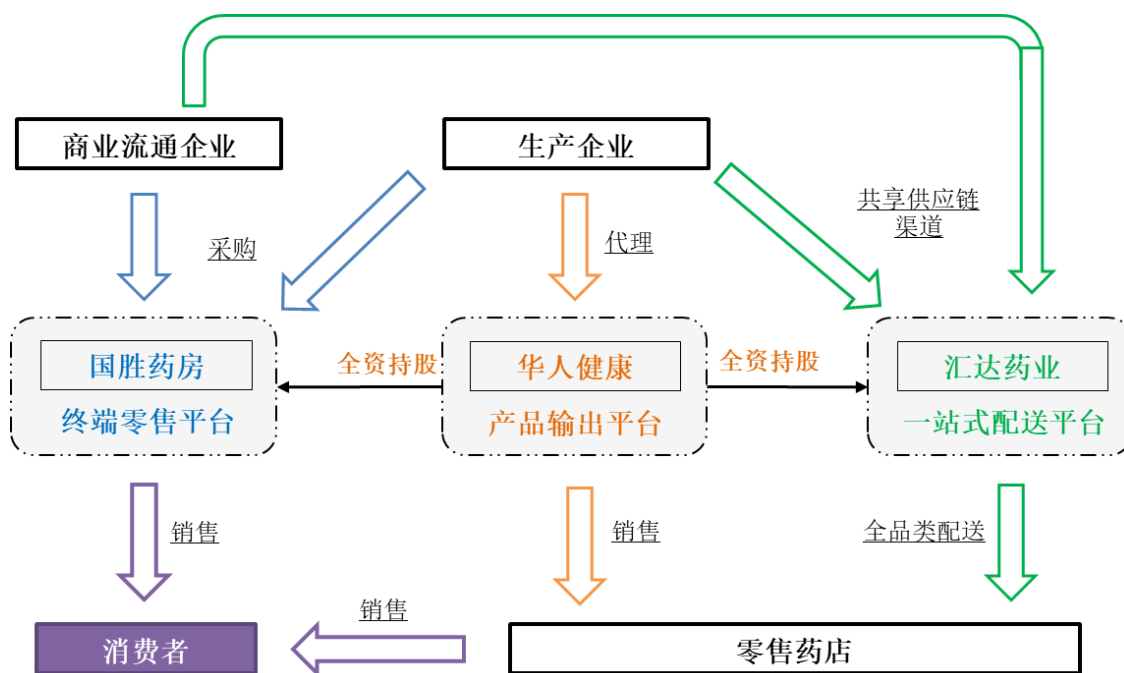 商业流通企业
生产企业
采购
代理
共享供应链
渠道
国胜药房
终端零售平台
全资持股
华人健康
产品输出平台
全资持股
汇达药业
一站式配送平台
销售
销售
全品类配送
销售
消费者
零售药店